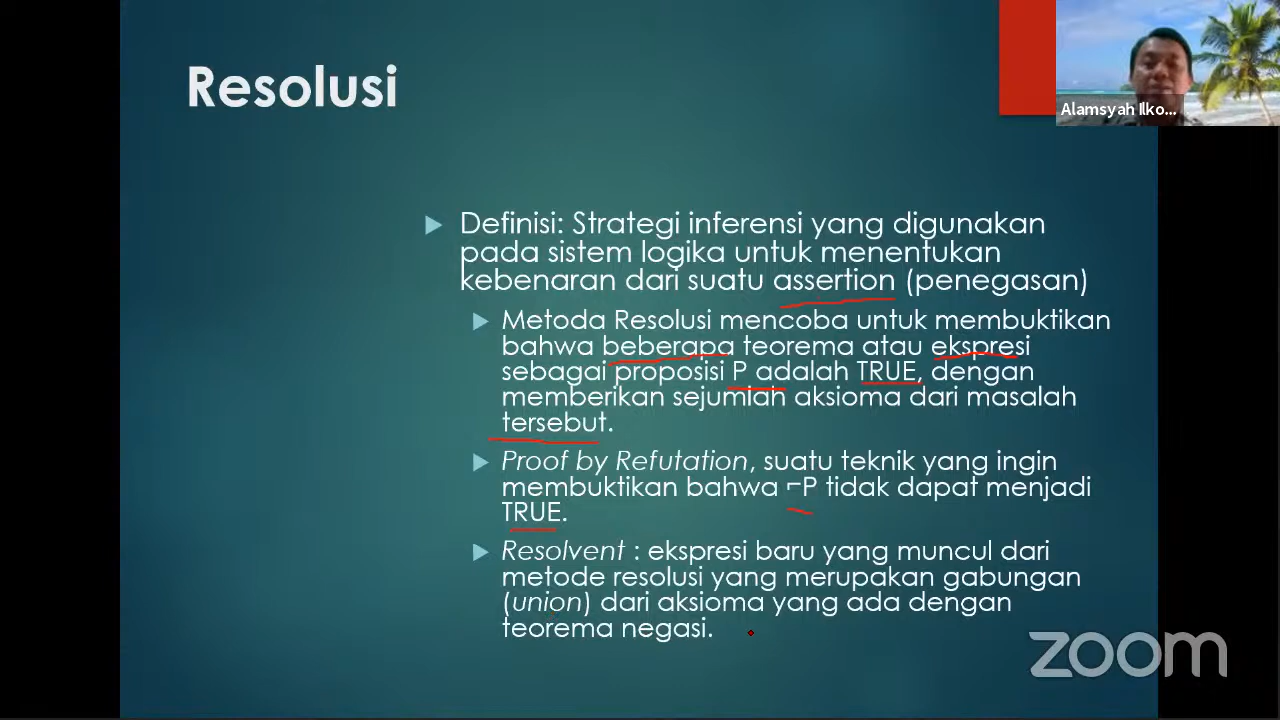 Resolusi
Alamsyah Ilko...
Definisi: Strategi inferensi yang digunakan
pada sistem logika untuk menentukan
kebenaran dari suatu assertion (penegasan)
Metoda Resolusi mencoba untuk membuktikan
bahwa beberapa teorema atau ekspresi
sebagai proposisi P adalah TRUE, dengan
memberikan sejumlah aksioma dari masalah
tersebut.
Proof by Refutation, suatu teknik yang ingin
membuktikan bahwa ⌐P tidak dapat menjadi
TRUE.
Resolvent : ekspresi baru yang muncul dari
metode resolusi yang merupakan gabungan
(union) dari aksioma yang ada dengan
teorema negasi.
zoom